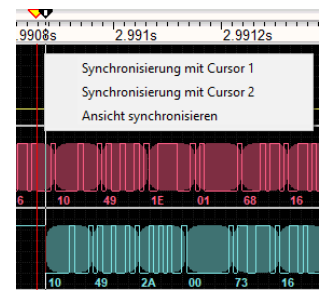 .9908s 2.991s 2.9912s
Synchronisierung mit Cursor 1
Synchronisierung mit Cursor 2
Ansicht synchronisieren
6 10 49 1E 01 68 16
10 49 2A 00 73 16